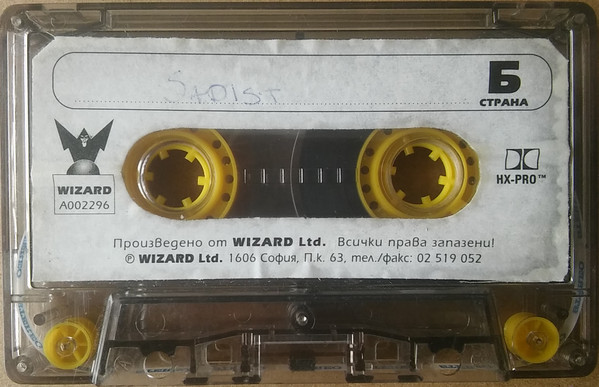 Stoist
Б
СТРАНА
WIZARD
A002296
HX-PRO™
Произведено от WIZARD Ltd. Всички права запазени!
℗ WIZARD Ltd. 1606 София, П.к. 63, тел./факс: 02 519 052